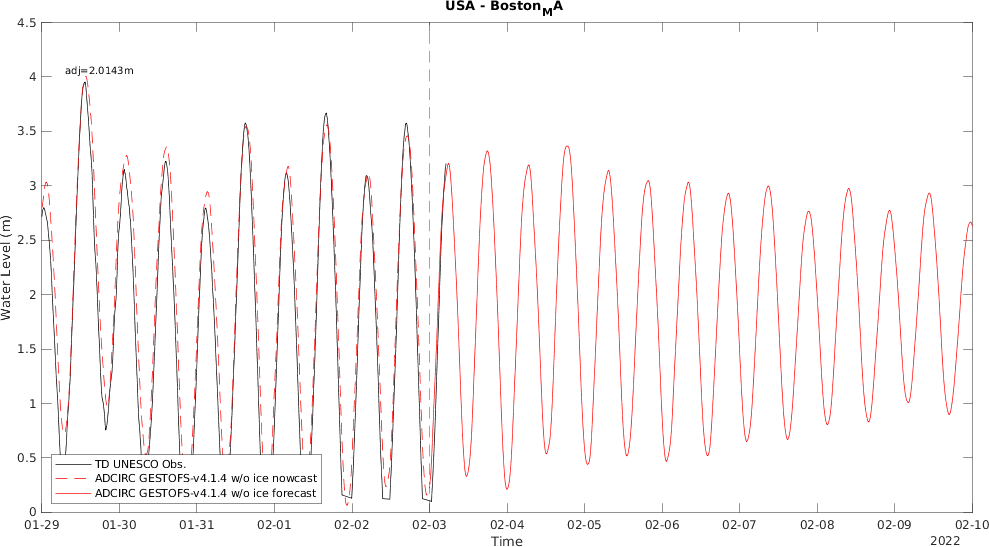 USA - Boston_MA
4.5
adj=2.0143m
4
3.5
3
2.5
2
1.5
1
0.5
0
Water Level (m)
TD UNESCO Obs.
ADCIRC GESTOFS-v4.1.4 w/o ice nowcast
ADCIRC GESTOFS-v4.1.4 w/o ice forecast
01-29 01-30 01-31 02-01 02-02 02-03 02-04 02-05 02-06 02-07 02-08 02-09 02-10
Time
2022